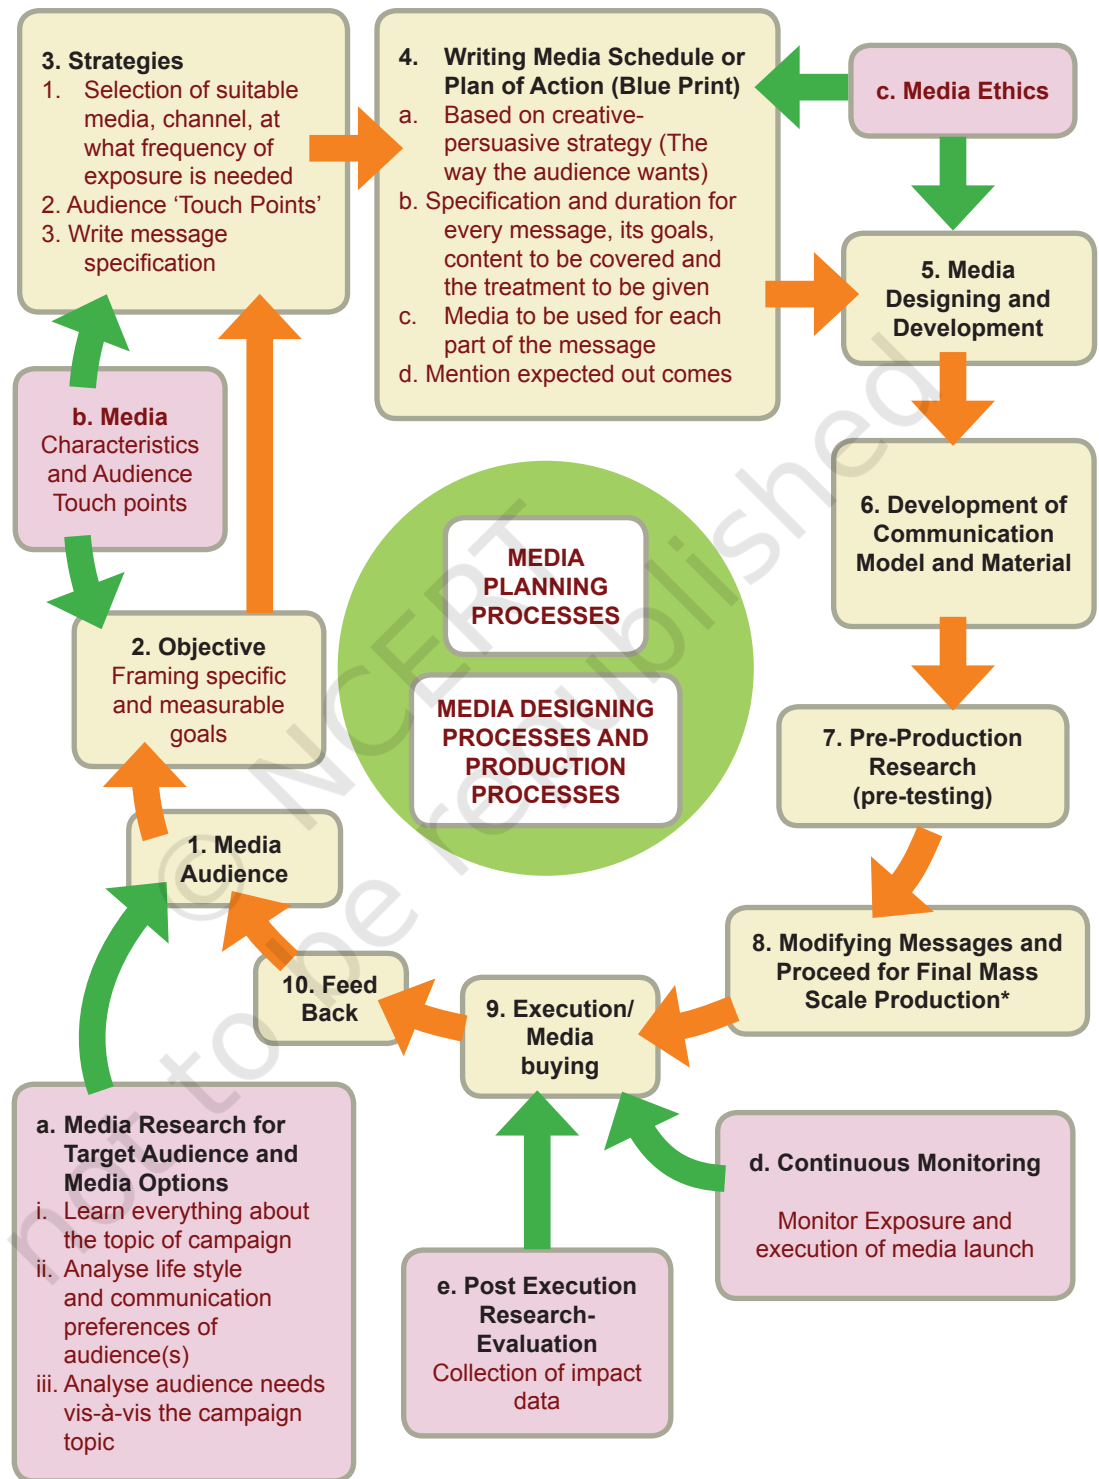 3. Strategies
1. Selection of suitable
media, channel, at
what frequency of
exposure is needed
2. Audience ‘Touch Points’
3. Write message
specification
4. Writing Media Schedule or
Plan of Action (Blue Print)
a. Based on creative-
persuasive strategy (The
way the audience wants)
b. Specification and duration for
every message, its goals,
content to be covered and
the treatment to be given
c. Media to be used for each
part of the message
d. Mention expected out comes
c. Media Ethics
5. Media
Designing and
Development
b. Media
Characteristics
and Audience
Touch points
6. Development of
Communication
Model and Material
MEDIA
PLANNING
PROCESSES
MEDIA DESIGNING
PROCESSES AND
PRODUCTION
PROCESSES
2. Objective
Framing specific
and measurable
goals
7. Pre-Production
Research
(pre-testing)
1. Media
Audience
8. Modifying Messages and
Proceed for Final Mass
Scale Production*
9. Execution/
Media
buying
10. Feed
Back
a. Media Research for
Target Audience and
Media Options
i. Learn everything about
the topic of campaign
ii. Analyse life style
and communication
preferences of
audience(s)
iii. Analyse audience needs
vis-à-vis the campaign
topic
d. Continuous Monitoring
Monitor Exposure and
execution of media launch
e. Post Execution
Research-
Evaluation
Collection of impact
data
© NCERT
not to be republished